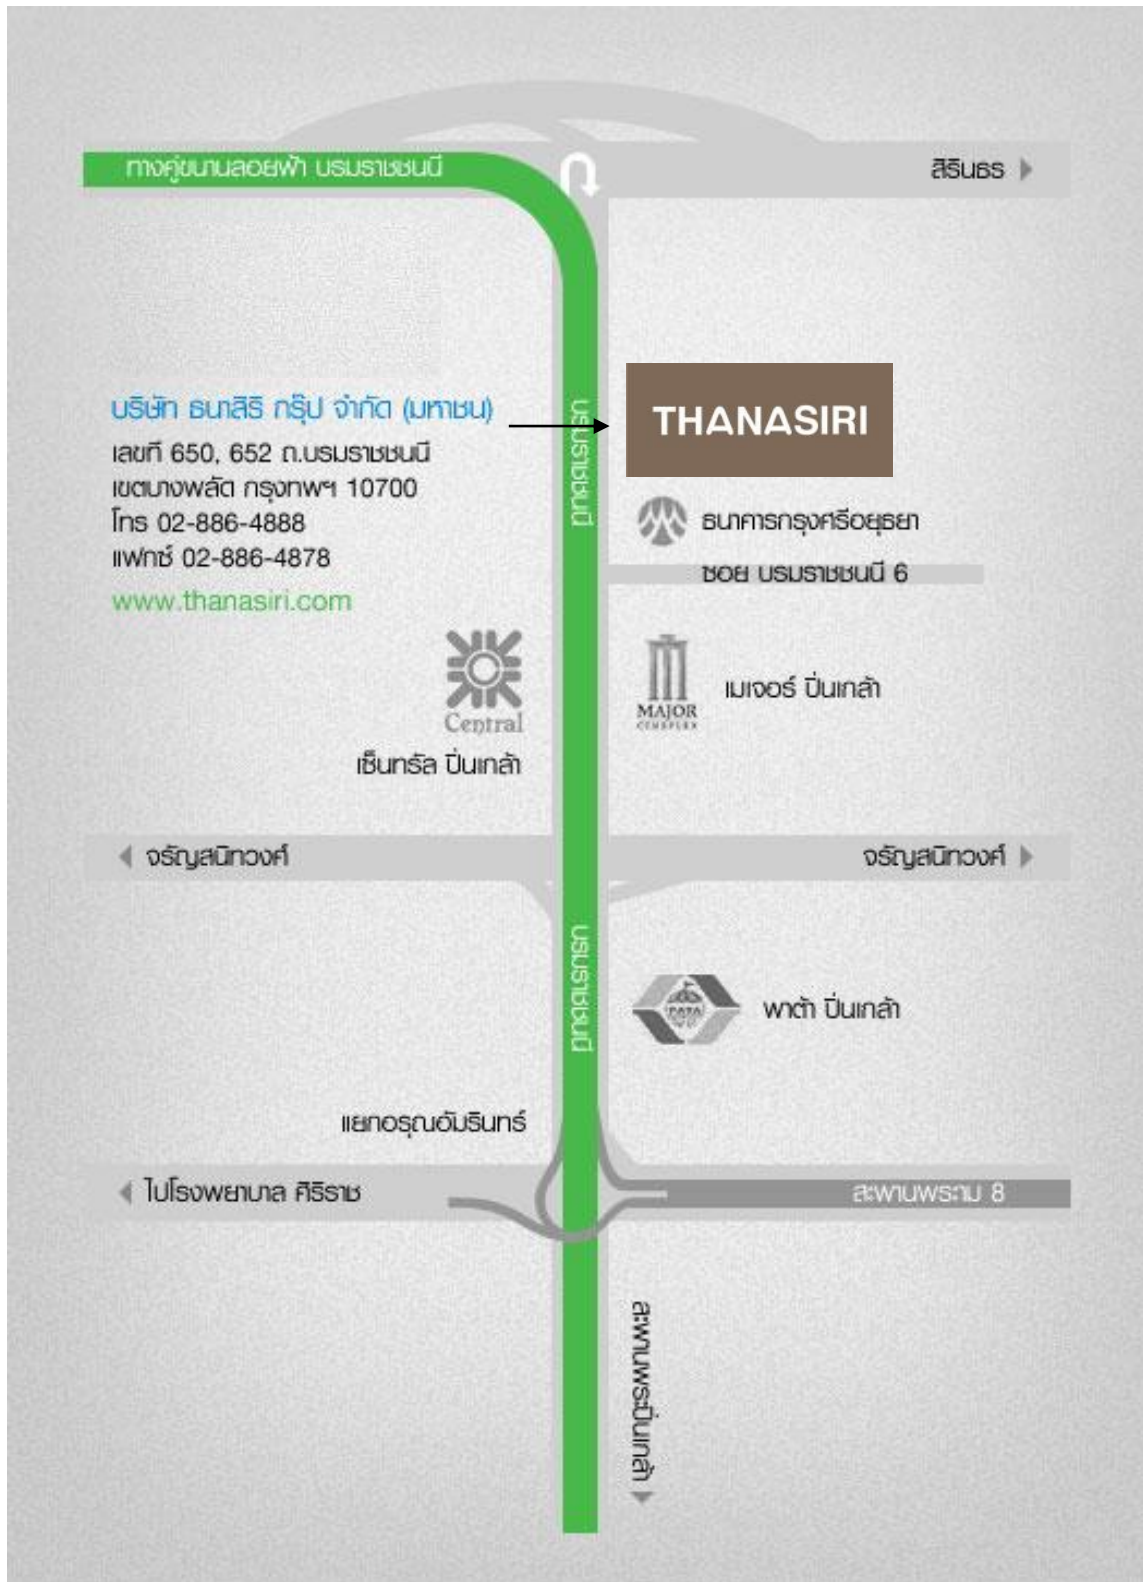 ทางคู่ขนานลอยฟ้า บรมราชชนนี
สิรินธร
บริษัท ธนาสิริ กรุ๊ป จำกัด (มหาชน)
เลขที่ 650, 652 ถ.บรมราชชนนี
เขตบางพลัด กรุงเทพฯ 10700
โทร 02-886-4888
แฟกซ์ 02-886-4878
www.thanasiri.com
บรมราชชนนี
THANASIRI
ธนาคารกรุงศรีอยุธยา
ซอย บรมราชชนนี 6
Central
เซ็นทรัล ปิ่นเกล้า
MAJOR
CINEPLEX
เมเจอร์ ปิ่นเกล้า
จรัญสนิทวงศ์
จรัญสนิทวงศ์
บรมราชชนนี
PATA
พาต้า ปิ่นเกล้า
แยกอรุณอัมรินทร์
ไปโรงพยาบาล ศิริราช
สะพานพระราม 8
สะพานพระปิ่นเกล้า